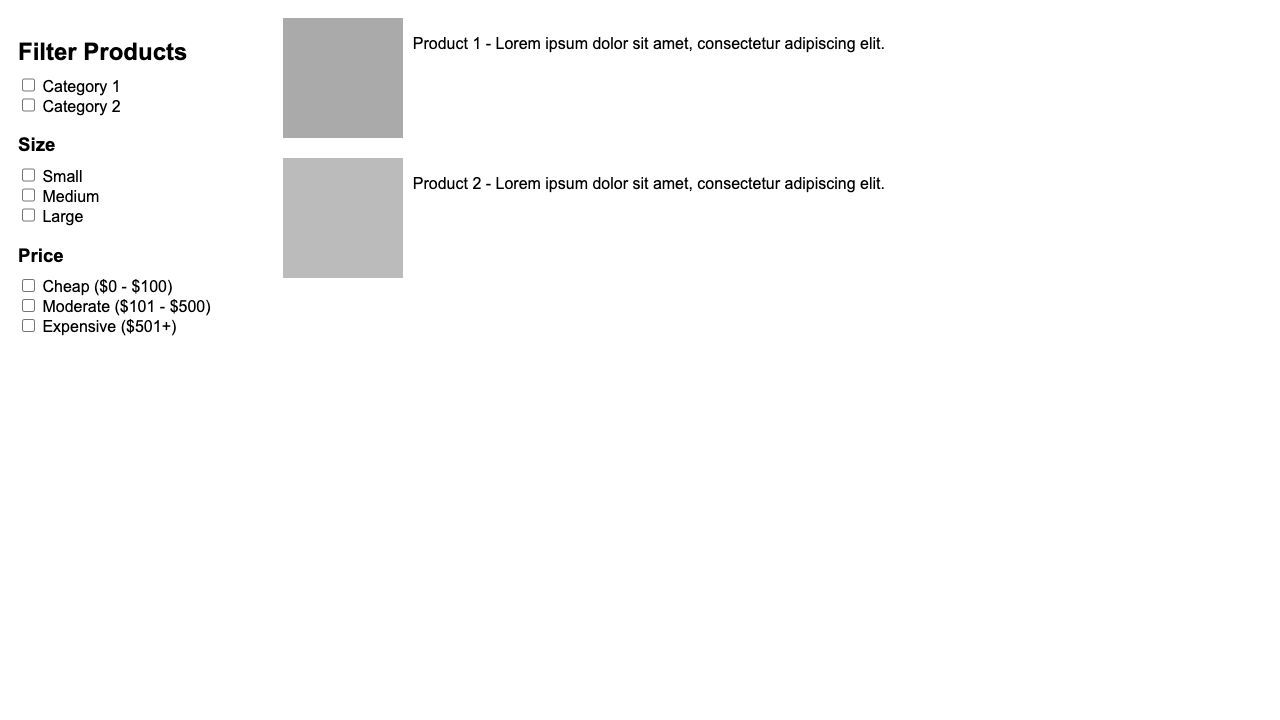 Filter Products
Category 1
Category 2
Size
Small
Medium
Large
Price
Cheap ($0 - $100)
Moderate ($101 - $500)
Expensive ($501+)
Product 1 - Lorem ipsum dolor sit amet, consectetur adipiscing elit.
Product 2 - Lorem ipsum dolor sit amet, consectetur adipiscing elit.